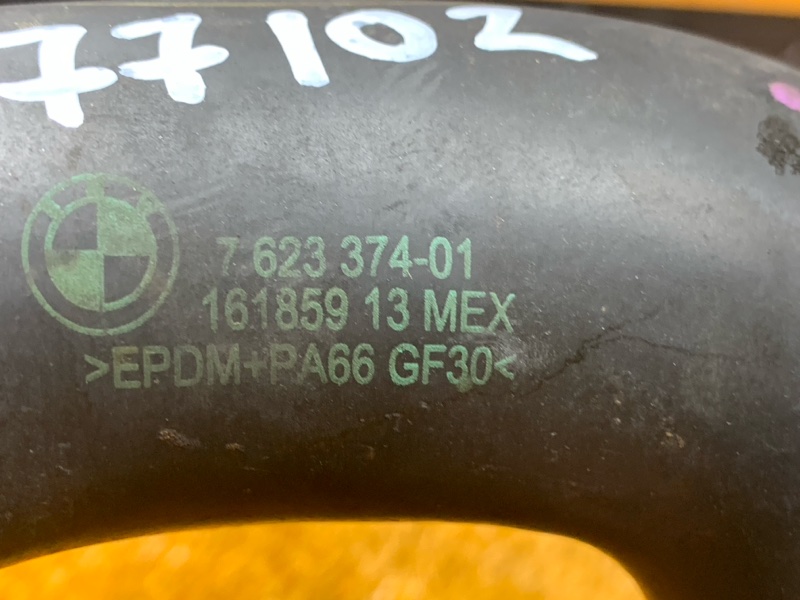 77102
7 623 374-01
161859 13 MEX
>EPDM+PA66 GF30<